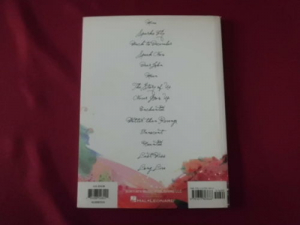 Mine
Sparks Fly
Back to December
Speak Now
Dear John
Mean
The Story of Us
Never Grow Up
Enchanted
Better Than Revenge
Innocent
Haunted
Last Kiss
Long Live